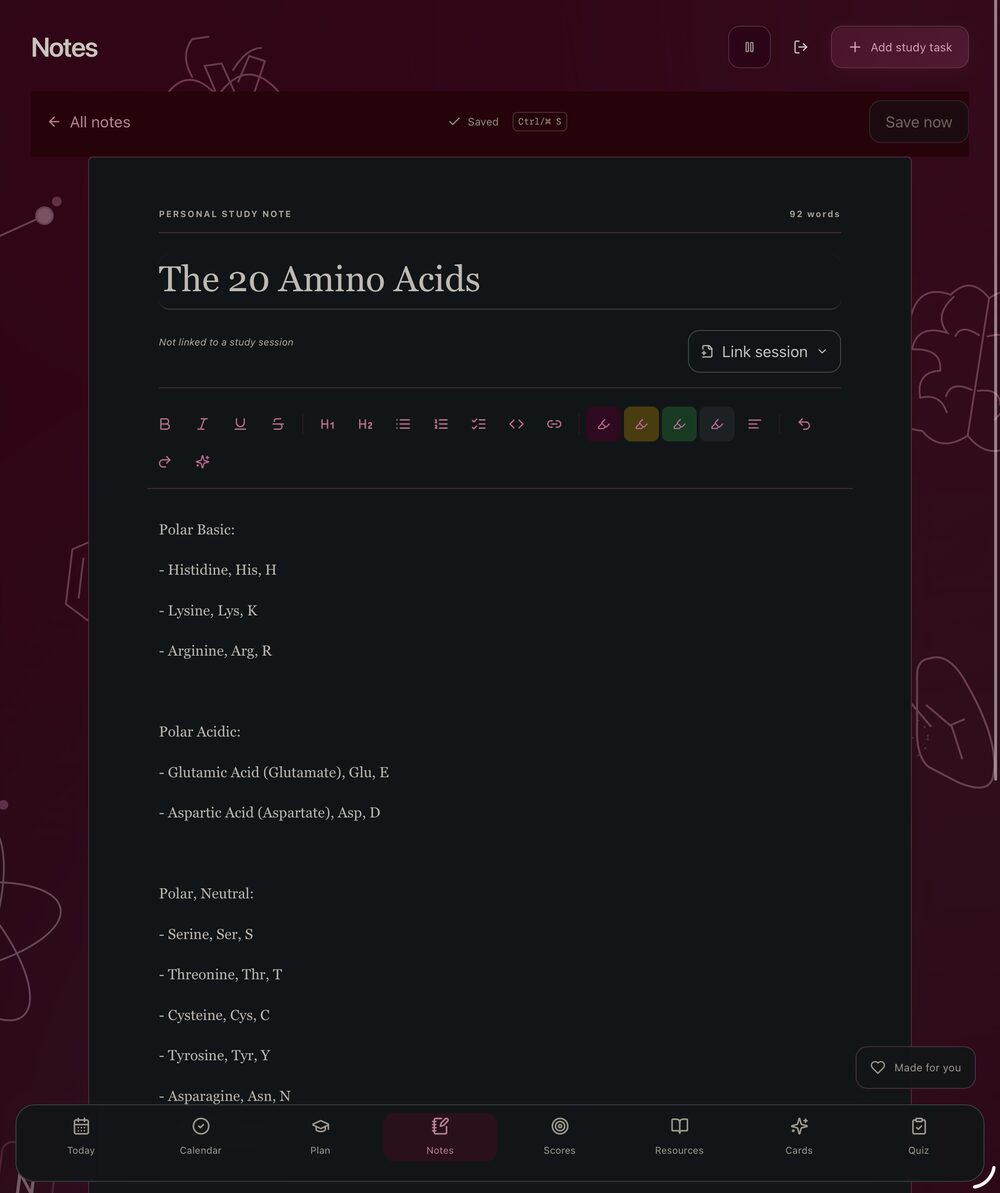 Notes
Add study task
All notes
Saved Ctrl/⌘ S
Save now
PERSONAL STUDY NOTE
92 words
The 20 Amino Acids
Not linked to a study session
Link session
B I U S H1 H2
Polar Basic:
- Histidine, His, H
- Lysine, Lys, K
- Arginine, Arg, R
Polar Acidic:
- Glutamic Acid (Glutamate), Glu, E
- Aspartic Acid (Aspartate), Asp, D
Polar, Neutral:
- Serine, Ser, S
- Threonine, Thr, T
- Cysteine, Cys, C
- Tyrosine, Tyr, Y
- Asparagine, Asn, N
Made for you
Today Calendar Plan Notes Scores Resources Cards Quiz